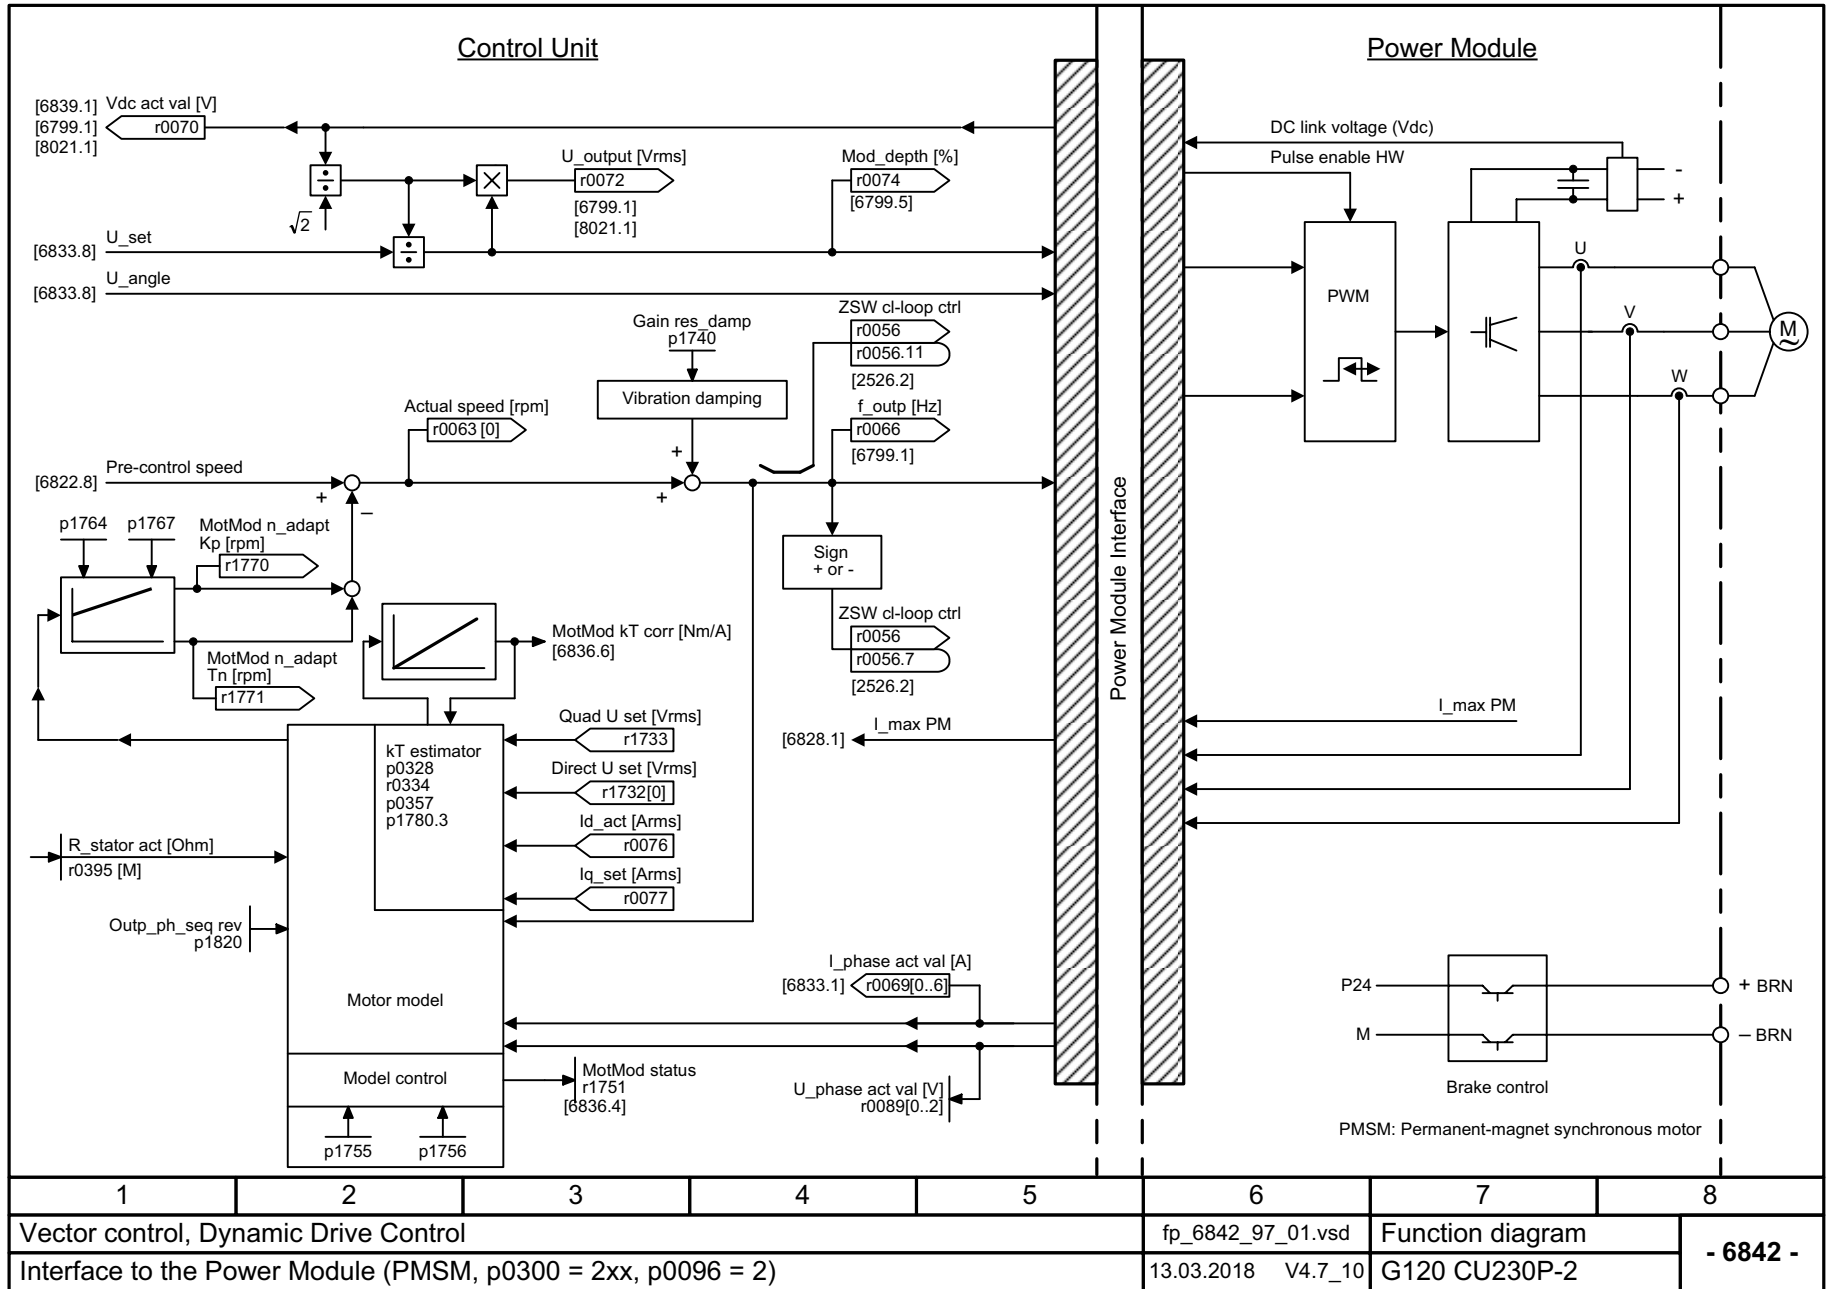 Control Unit
Power Module
[6839.1]
[6799.1]
[8021.1]
Vdc act val [V]
r0070
÷
√2
×
U_output [Vrms]
r0072
[6799.1]
[8021.1]
Mod_depth [%]
r0074
[6799.5]
[6833.8]
U_set
÷
[6833.8]
U_angle
DC link voltage (Vdc)
Pulse enable HW
-
+
PWM
U
V
W
M
~
Gain res_damp
p1740
Vibration damping
+
ZSW cl-loop ctrl
r0056
r0056.11
[2526.2]
Actual speed [rpm]
r0063 [0]
f_outp [Hz]
r0066
[6799.1]
[6822.8]
Pre-control speed
+
–
+
p1764
p1767
MotMod n_adapt
Kp [rpm]
r1770
MotMod n_adapt
Tn [rpm]
r1771
MotMod kT corr [Nm/A]
[6836.6]
Sign
+ or -
ZSW cl-loop ctrl
r0056
r0056.7
[2526.2]
Power Module Interface
kT estimator
p0328
r0334
p0357
p1780.3
Quad U set [Vrms]
r1733
Direct U set [Vrms]
r1732[0]
Id_act [Arms]
r0076
Iq_set [Arms]
r0077
[6828.1]
I_max PM
I_max PM
R_stator act [Ohm]
r0395 [M]
Outp_ph_seq rev
p1820
Motor model
I_phase act val [A]
[6833.1]
r0069[0..6]
U_phase act val [V]
r0089[0..2]
Model control
MotMod status
r1751
[6836.4]
p1755
p1756
P24
M
+ BRN
– BRN
Brake control
PMSM: Permanent-magnet synchronous motor
1
2
3
4
5
6
7
8
Vector control, Dynamic Drive Control
fp_6842_97_01.vsd
Function diagram
- 6842 -
Interface to the Power Module (PMSM, p0300 = 2xx, p0096 = 2)
13.03.2018 V4.7_10
G120 CU230P-2